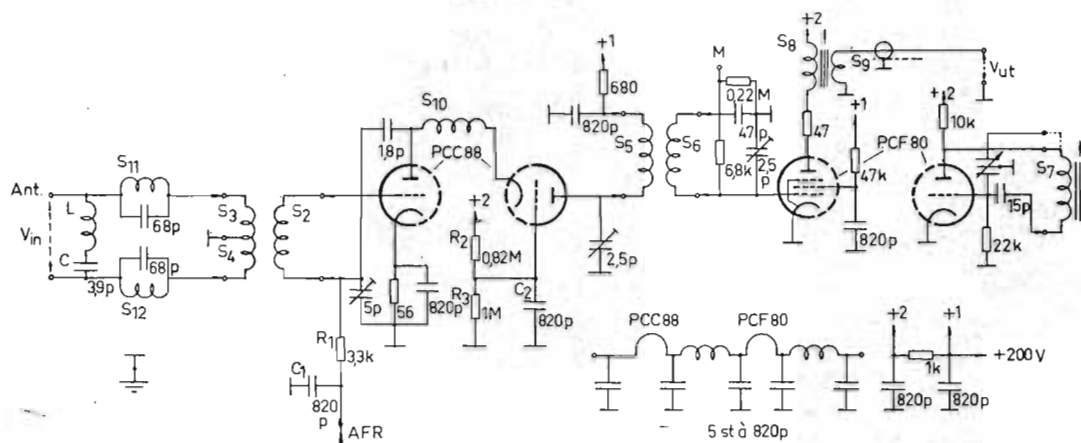 Ant.
V in
L
C
3,9p
S11
68p
68 p
S12
S3
S4
S2
R1
3,3k
C1
820
p
AFR
5p
56
820p
1,8p
S10
PCC88
+2
R2
0,82M
R3
1M
C2
820p
2,5p
+1
680
820p
S5
S6
M
0,22
M
47
p
2,5
p
6,8k
+2
S8
S9
Vut
47
+1
47k
PCF80
820p
+2
10k
S7
15p
22k
PCC88
PCF80
5 st à 820p
+2
+1
1k
+200V
820p
820p